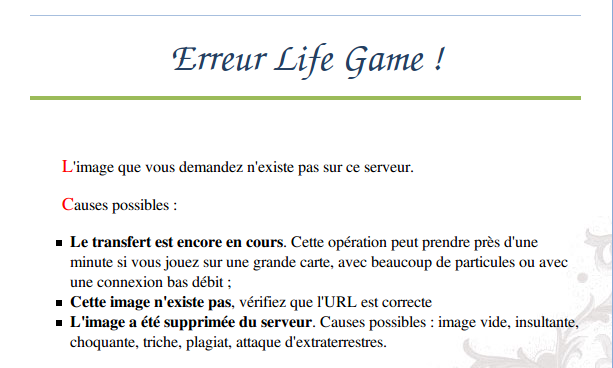 Erreur Life Game !
L'image que vous demandez n'existe pas sur ce serveur.
Causes possibles :
Le transfert est encore en cours. Cette opération peut prendre près d'une
minute si vous jouez sur une grande carte, avec beaucoup de particules ou avec
une connexion bas débit ;
Cette image n'existe pas, vérifiez que l'URL est correcte
L'image a été supprimée du serveur. Causes possibles : image vide, insultante,
choquante, triche, plagiat, attaque d'extraterrestres.